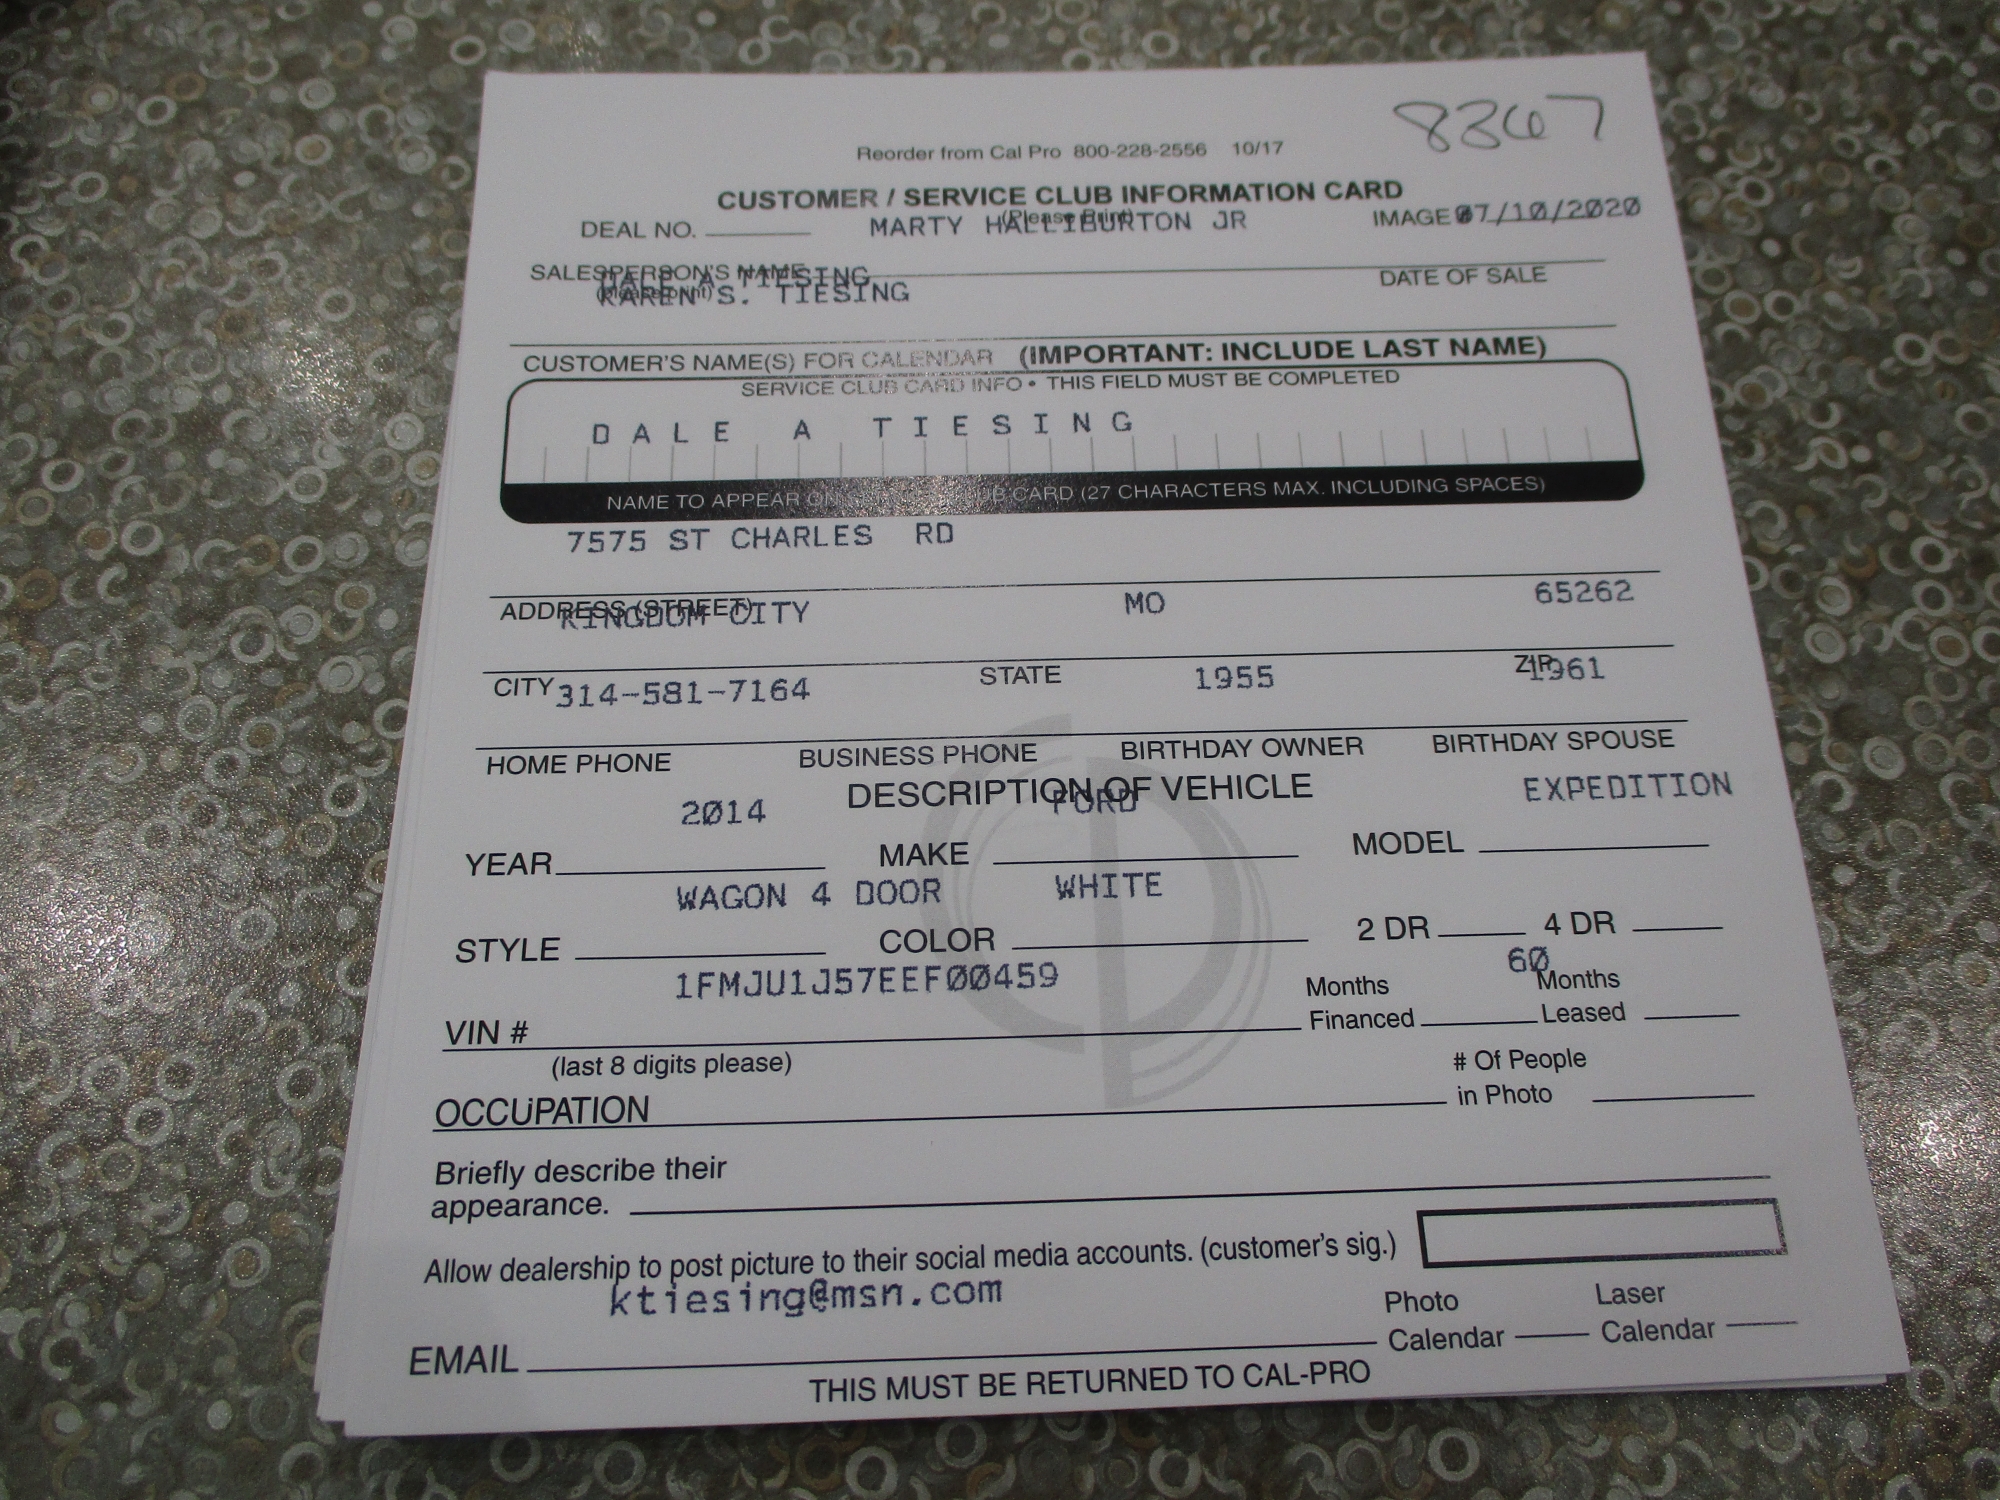 8367
Reorder from Cal Pro 800-228-2556 10/17
CUSTOMER / SERVICE CLUB INFORMATION CARD
(Please Print)
DEAL NO. MARTY HALLIBURTON JR IMAGE 07/10/2020
SALESPERSON'S NAME DATE OF SALE
(please print)
DALE A TIESING
KAREN S. TIESING
CUSTOMER'S NAME(S) FOR CALENDAR (IMPORTANT: INCLUDE LAST NAME)
SERVICE CLUB CARD INFO • THIS FIELD MUST BE COMPLETED
DALE A TIESING
NAME TO APPEAR ON SERVICE CLUB CARD (27 CHARACTERS MAX. INCLUDING SPACES)
7575 ST CHARLES RD
ADDRESS (STREET)
KINGDOM CITY MO 65262
CITY STATE ZIP
314-581-7164 1955 1961
HOME PHONE BUSINESS PHONE BIRTHDAY OWNER BIRTHDAY SPOUSE
DESCRIPTION OF VEHICLE
2014 FORD EXPEDITION
YEAR MAKE MODEL
WAGON 4 DOOR WHITE
STYLE COLOR 2 DR 4 DR
60
1FMJU1J57EEF00459
VIN # Months Financed Months Leased
(last 8 digits please)
OCCUPATION # Of People in Photo
Briefly describe their
appearance.
Allow dealership to post picture to their social media accounts. (customer's sig.)
ktiesing@msn.com
EMAIL Photo Calendar Laser Calendar
THIS MUST BE RETURNED TO CAL-PRO